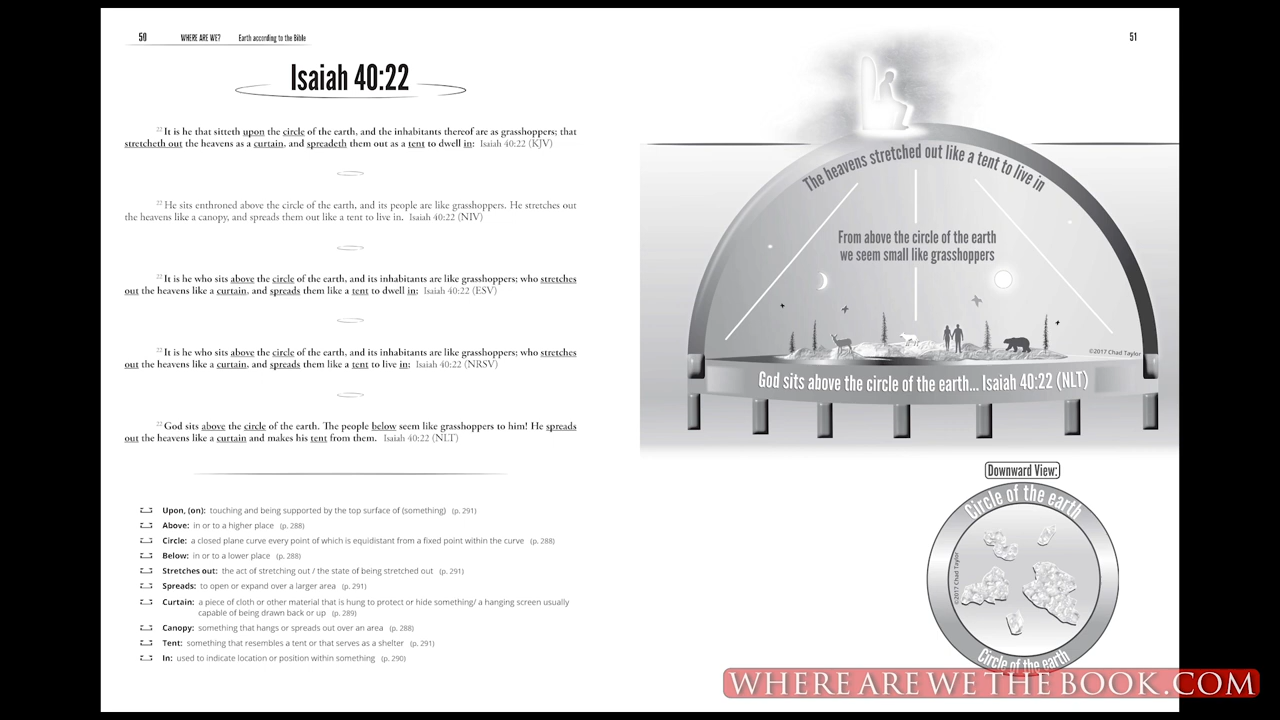 50 WHERE ARE WE? Earth according to the Bible
Isaiah 40:22
22 It is he that sitteth upon the circle of the earth, and the inhabitants thereof are as grasshoppers; that
stretcheth out the heavens as a curtain, and spreadeth them out as a tent to dwell in: Isaiah 40:22 (KJV)
22 He sits enthroned above the circle of the earth, and its people are like grasshoppers. He stretches out
the heavens like a canopy, and spreads them out like a tent to live in. Isaiah 40:22 (NIV)
22 It is he who sits above the circle of the earth, and its inhabitants are like grasshoppers; who stretches
out the heavens like a curtain, and spreads them like a tent to dwell in; Isaiah 40:22 (ESV)
22 It is he who sits above the circle of the earth, and its inhabitants are like grasshoppers; who stretches
out the heavens like a curtain, and spreads them like a tent to live in; Isaiah 40:22 (NRSV)
22 God sits above the circle of the earth. The people below seem like grasshoppers to him! He spreads
out the heavens like a curtain and makes his tent from them. Isaiah 40:22 (NLT)
Upon, (on): touching and being supported by the top surface of (something) (p. 291)
Above: in or to a higher place (p. 288)
Circle: a closed plane curve every point of which is equidistant from a fixed point within the curve (p. 288)
Below: in or to a lower place (p. 288)
Stretches out: the act of stretching out / the state of being stretched out (p. 291)
Spreads: to open or expand over a larger area (p. 291)
Curtain: a piece of cloth or other material that is hung to protect or hide something/ a hanging screen usually
capable of being drawn back or up (p. 289)
Canopy: something that hangs or spreads out over an area (p. 288)
Tent: something that resembles a tent or that serves as a shelter (p. 291)
In: used to indicate location or position within something (p. 290)
51
The heavens stretched out like a tent to live in
From above the circle of the earth
we seem small like grasshoppers
©2017 Chad Taylor
God sits above the circle of the earth... Isaiah 40:22 (NLT)
Downward View:
Circle of the earth
©2017 Chad Taylor
Circle of the earth
WHEREAREWETHEBOOK.COM